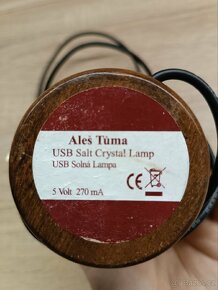 Aleš Tůma
USB Salt Crystal Lamp
USB Solná Lampa
CE
5 Volt 270 mA